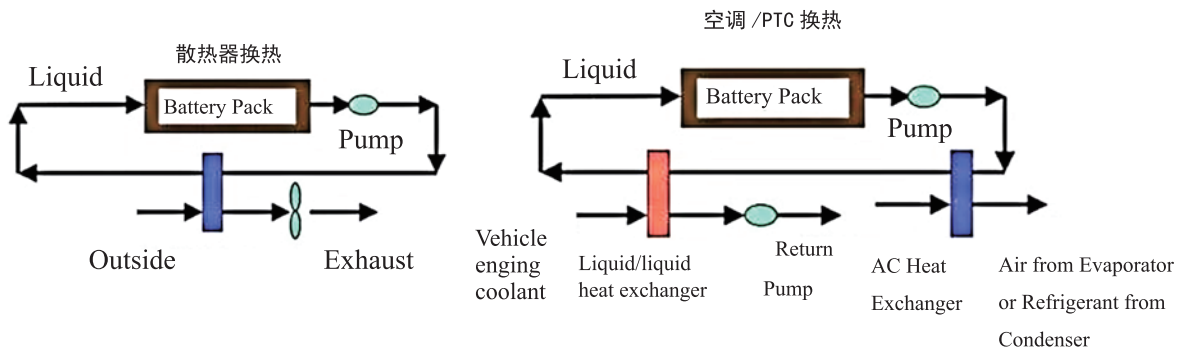 散热器换热
Liquid
Battery Pack
Pump
Outside
Exhaust
空调/PTC 换热
Liquid
Battery Pack
Pump
Vehicle
enging
coolant
Liquid/liquid
heat exchanger
Return
Pump
AC Heat
Exchanger
Air from Evaporator
or Refrigerant from
Condenser